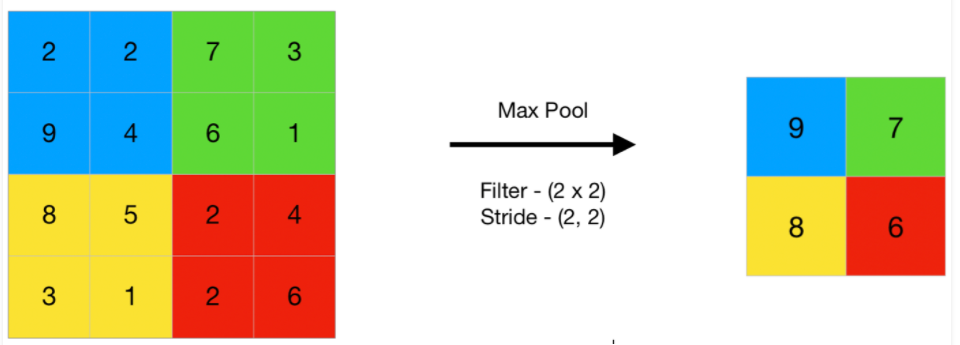 2 2 7 3
9 4 6 1
8 5 2 4
3 1 2 6
Max Pool
Filter - (2 x 2)
Stride - (2, 2)
9 7
8 6